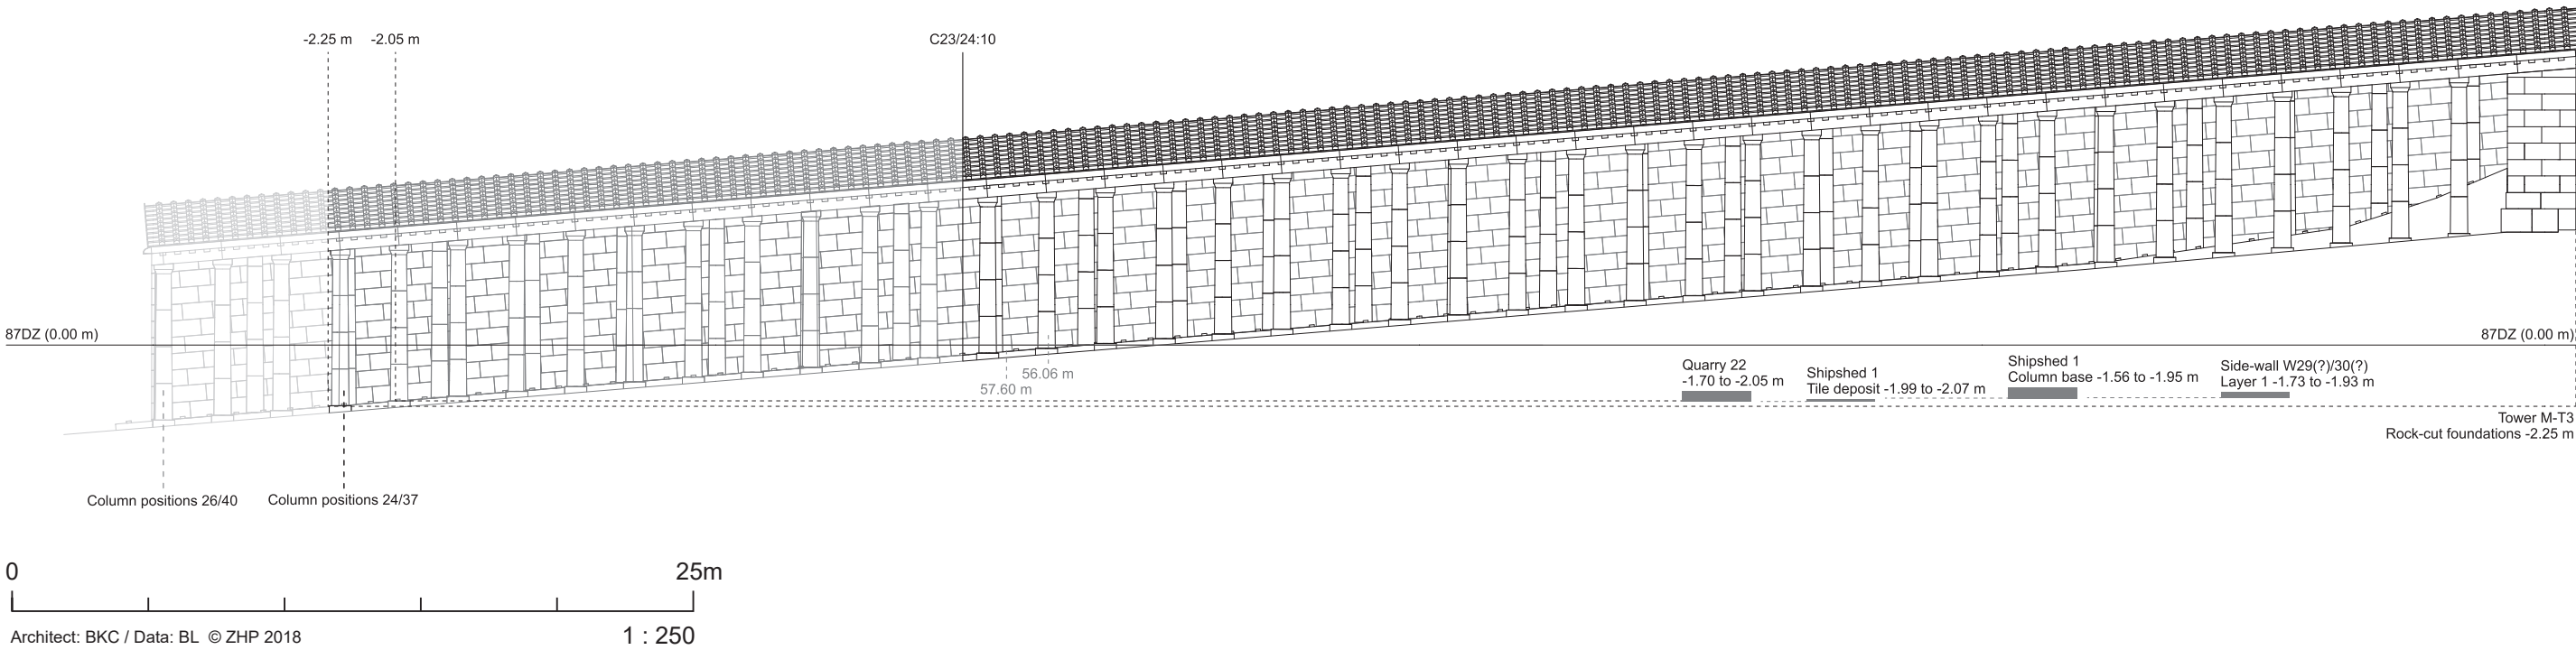 -2.25 m -2.05 m C23/24:10
87DZ (0.00 m) 87DZ (0.00 m)
56.06 m
57.60 m
Quarry 22
-1.70 to -2.05 m
Shipshed 1
Tile deposit -1.99 to -2.07 m
Shipshed 1
Column base -1.56 to -1.95 m
Side-wall W29(?)/30(?)
Layer 1 -1.73 to -1.93 m
Tower M-T3
Rock-cut foundations -2.25 m
Column positions 26/40 Column positions 24/37
0 25m
Architect: BKC / Data: BL © ZHP 2018 1 : 250